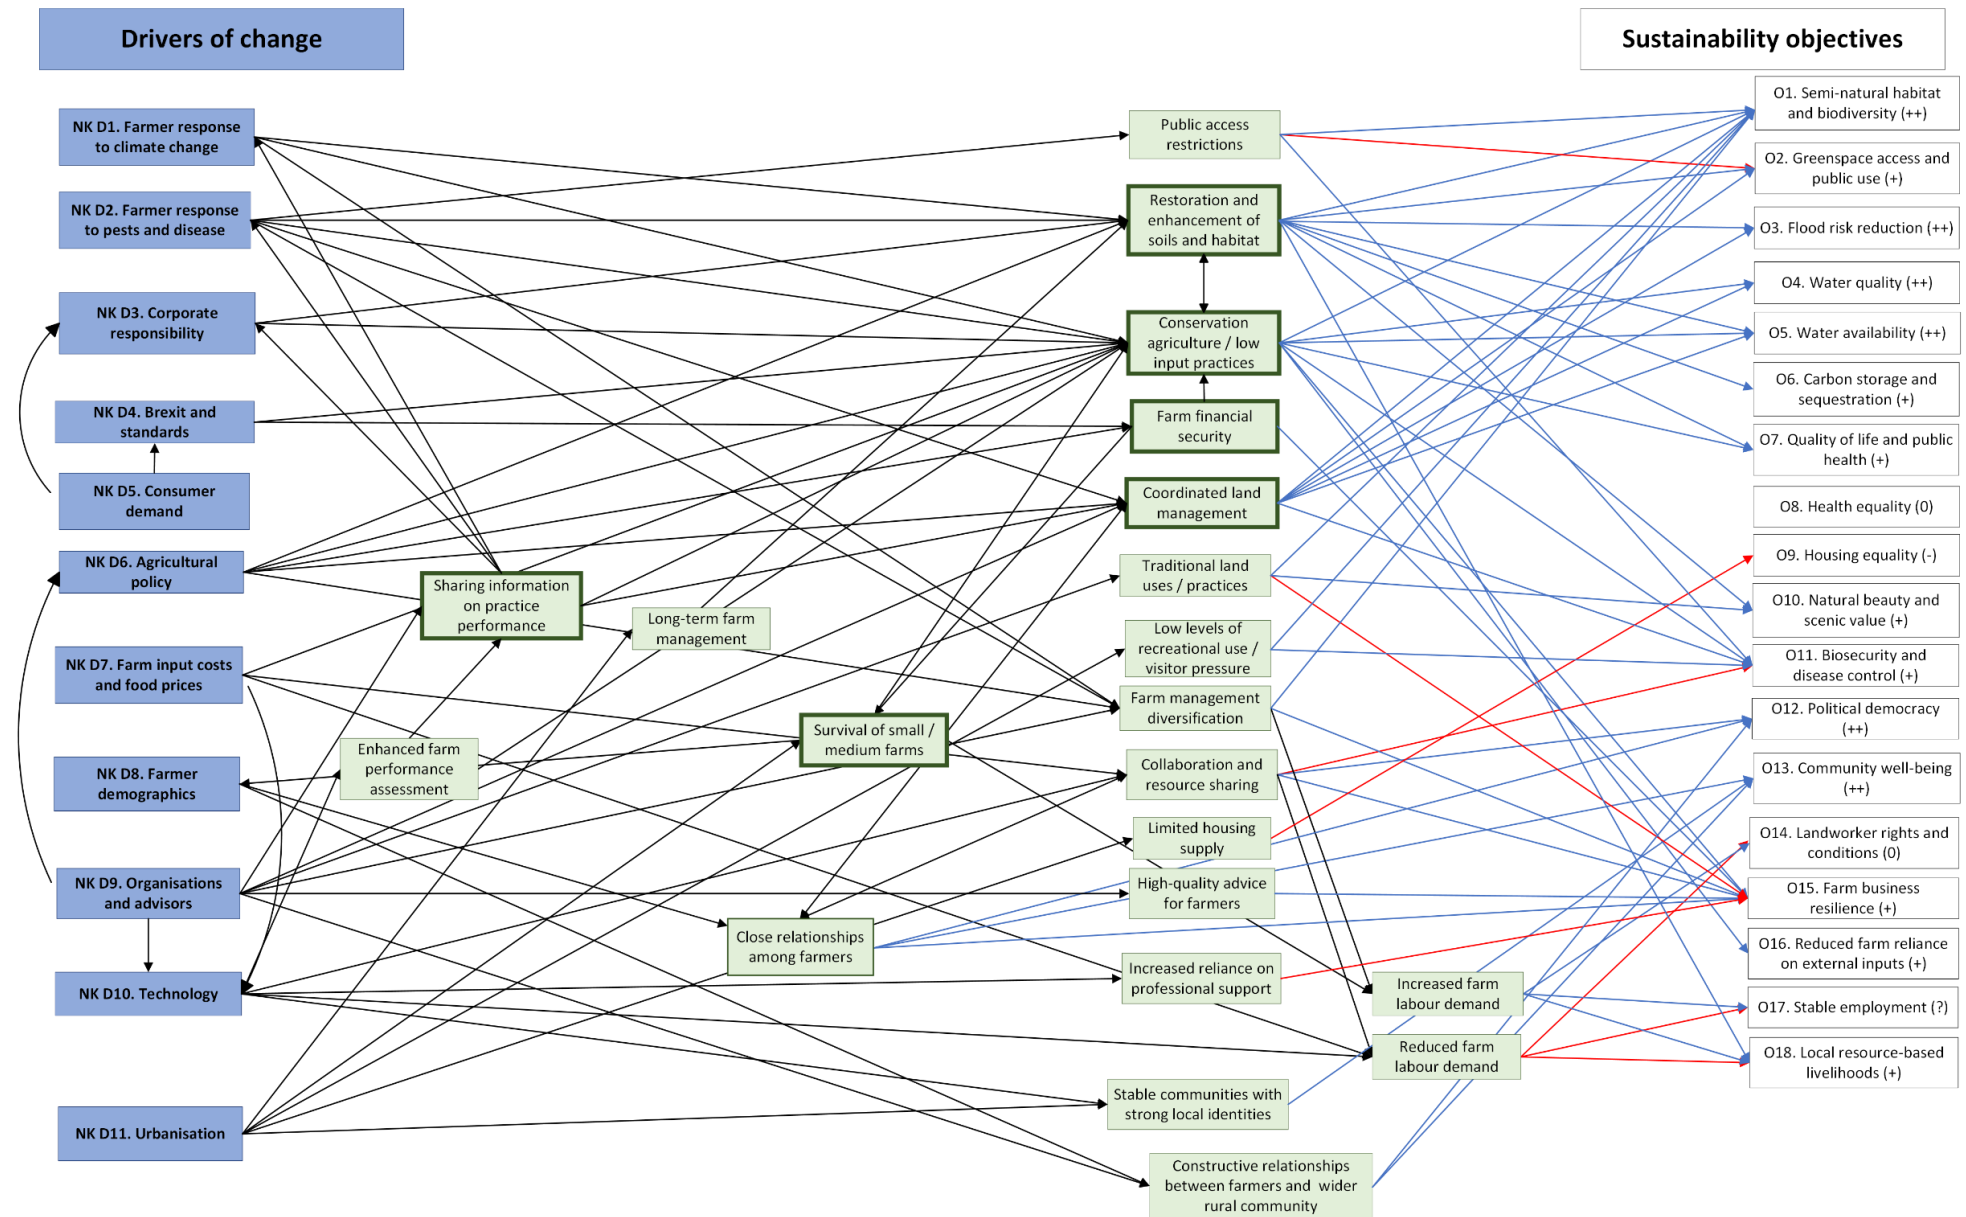 Drivers of change
Sustainability objectives
NK D1. Farmer response
to climate change
NK D2. Farmer response
to pests and disease
NK D3. Corporate
responsibility
NK D4. Brexit and
standards
NK D5. Consumer
demand
NK D6. Agricultural
policy
NK D7. Farm input costs
and food prices
NK D8. Farmer
demographics
NK D9. Organisations
and advisors
NK D10. Technology
NK D11. Urbanisation
Sharing information
on practice
performance
Long-term farm
management
Enhanced farm
performance
assessment
Survival of small /
medium farms
Close relationships
among farmers
Public access
restrictions
Restoration and
enhancement of
soils and habitat
Conservation
agriculture / low
input practices
Farm financial
security
Coordinated land
management
Traditional land
uses / practices
Low levels of
recreational use /
visitor pressure
Farm management
diversification
Collaboration and
resource sharing
Limited housing
supply
High-quality advice
for farmers
Increased reliance on
professional support
Increased farm
labour demand
Reduced farm
labour demand
Stable communities with
strong local identities
Constructive relationships
between farmers and wider
rural community
O1. Semi-natural habitat
and biodiversity (++)
O2. Greenspace access and
public use (+)
O3. Flood risk reduction (++)
O4. Water quality (++)
O5. Water availability (++)
O6. Carbon storage and
sequestration (+)
O7. Quality of life and public
health (+)
O8. Health equality (0)
O9. Housing equality (-)
O10. Natural beauty and
scenic value (+)
O11. Biosecurity and
disease control (+)
O12. Political democracy
(++)
O13. Community well-being
(++)
O14. Landworker rights and
conditions (0)
O15. Farm business
resilience (+)
O16. Reduced farm reliance
on external inputs (+)
O17. Stable employment (?)
O18. Local resource-based
livelihoods (+)